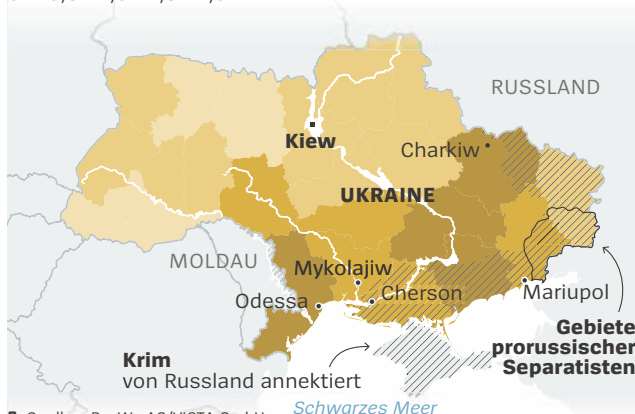 RUSSLAND
Kiew
Charkiw
UKRAINE
MOLDAU
Mykolajiw
Odessa
Cherson
Mariupol
Gebiete
prorussischer
Separatisten
Krim
von Russland annektiert
Schwarzes Meer